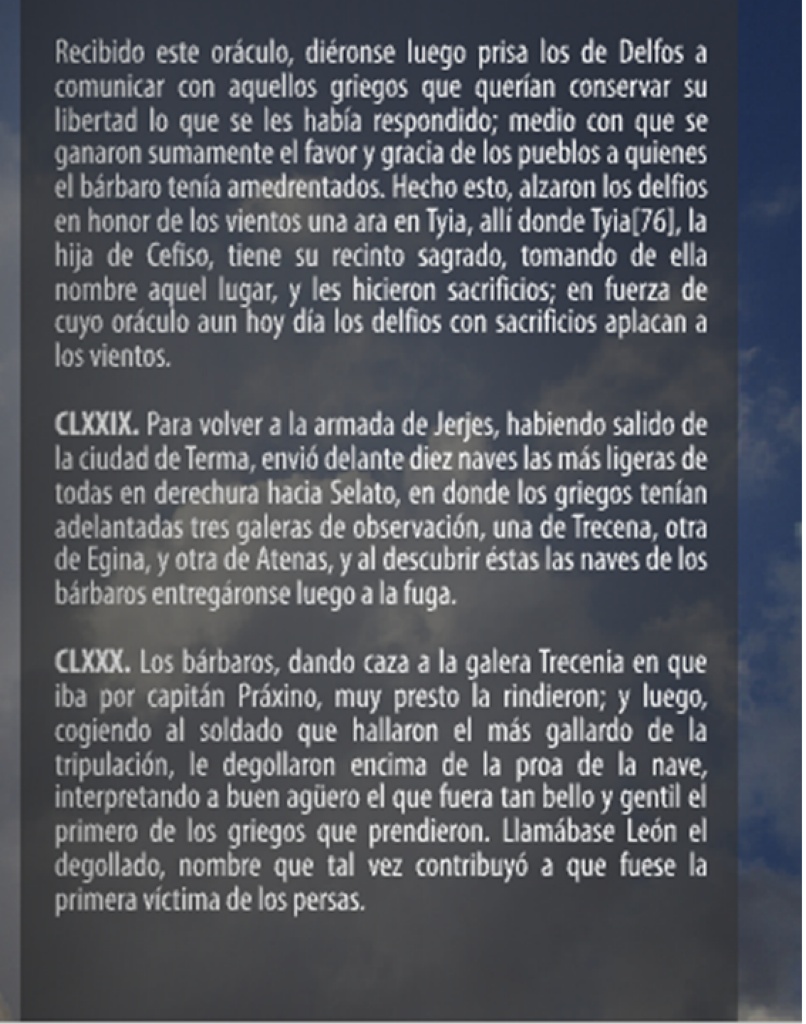 Recibido este oráculo, diéronse luego prisa los de Delfos a
comunicar con aquellos griegos que querían conservar su
libertad lo que se les había respondido; medio con que se
ganaron sumamente el favor y gracia de los pueblos a quienes
el bárbaro tenía amedrentados. Hecho esto, alzaron los delfios
en honor de los vientos una ara en Tyia, allí donde Tyia[76], la
hija de Cefiso, tiene su recinto sagrado, tomando de ella
nombre aquel lugar, y les hicieron sacrificios; en fuerza de
cuyo oráculo aun hoy día los delfios con sacrificios aplacan a
los vientos.
CLXXIX. Para volver a la armada de Jerjes, habiendo salido de
la ciudad de Terma, envió delante diez naves las más ligeras de
todas en derechura hacia Selato, en donde los griegos tenían
adelantadas tres galeras de observación, una de Trecena, otra
de Egina, y otra de Atenas, y al descubrir éstas las naves de los
bárbaros entregáronse luego a la fuga.
CLXXX. Los bárbaros, dando caza a la galera Trecenia en que
iba por capitán Práxino, muy presto la rindieron; y luego,
cogiendo al soldado que hallaron el más gallardo de la
tripulación, le degollaron encima de la proa de la nave,
interpretando a buen agüero el que fuera tan bello y gentil el
primero de los griegos que prendieron. Llamábase León el
degollado, nombre que tal vez contribuyó a que fuese la
primera víctima de los persas.